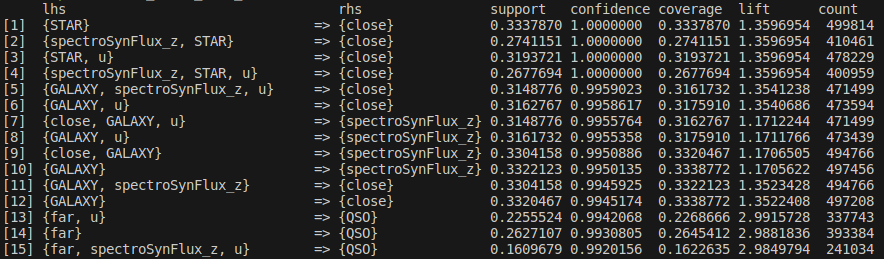 lhs rhs support confidence coverage lift count
[1] {STAR} => {close} 0.3337870 1.0000000 0.3337870 1.3596954 499814
[2] {spectroSynFlux_z, STAR} => {close} 0.2741151 1.0000000 0.2741151 1.3596954 410461
[3] {STAR, u} => {close} 0.3193721 1.0000000 0.3193721 1.3596954 478229
[4] {spectroSynFlux_z, STAR, u} => {close} 0.2677694 1.0000000 0.2677694 1.3596954 400959
[5] {GALAXY, spectroSynFlux_z, u} => {close} 0.3148776 0.9959023 0.3161732 1.3541238 471499
[6] {GALAXY, u} => {close} 0.3162767 0.9958617 0.3175910 1.3540686 473594
[7] {close, GALAXY, u} => {spectroSynFlux_z} 0.3148776 0.9955764 0.3162767 1.1712244 471499
[8] {GALAXY, u} => {spectroSynFlux_z} 0.3161732 0.9955358 0.3175910 1.1711766 473439
[9] {close, GALAXY} => {spectroSynFlux_z} 0.3304158 0.9950886 0.3320467 1.1706505 494766
[10] {GALAXY} => {spectroSynFlux_z} 0.3322123 0.9950135 0.3338772 1.1705622 497456
[11] {GALAXY, spectroSynFlux_z} => {close} 0.3304158 0.9945925 0.3322123 1.3523428 494766
[12] {GALAXY} => {close} 0.3320467 0.9945174 0.3338772 1.3522408 497208
[13] {far, u} => {QSO} 0.2255524 0.9942068 0.2268666 2.9915728 337743
[14] {far} => {QSO} 0.2627107 0.9930805 0.2645412 2.9881836 393384
[15] {far, spectroSynFlux_z, u} => {QSO} 0.1609679 0.9920156 0.1622635 2.9849794 241034